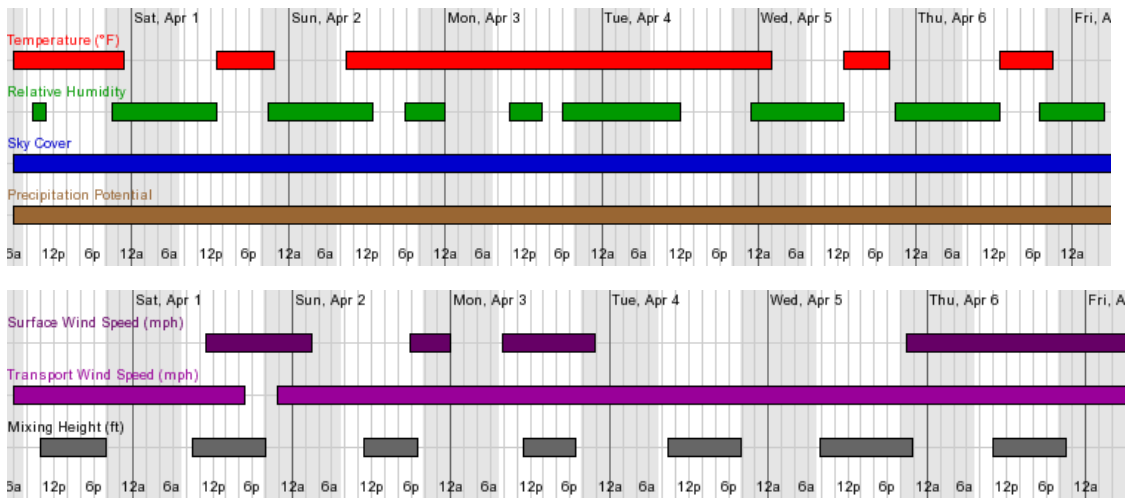 Sat, Apr 1 Sun, Apr 2 Mon, Apr 3 Tue, Apr 4 Wed, Apr 5 Thu, Apr 6 Fri, A
Temperature (°F)
Relative Humidity
Sky Cover
Precipitation Potential
6a 12p 6p 12a 6a 12p 6p 12a 6a 12p 6p 12a 6a 12p 6p 12a 6a 12p 6p 12a 6a 12p 6p 12a 6a 12p 6p 12a
Sat, Apr 1 Sun, Apr 2 Mon, Apr 3 Tue, Apr 4 Wed, Apr 5 Thu, Apr 6 Fri, A
Surface Wind Speed (mph)
Transport Wind Speed (mph)
Mixing Height (ft)
6a 12p 6p 12a 6a 12p 6p 12a 6a 12p 6p 12a 6a 12p 6p 12a 6a 12p 6p 12a 6a 12p 6p 12a 6a 12p 6p 12a